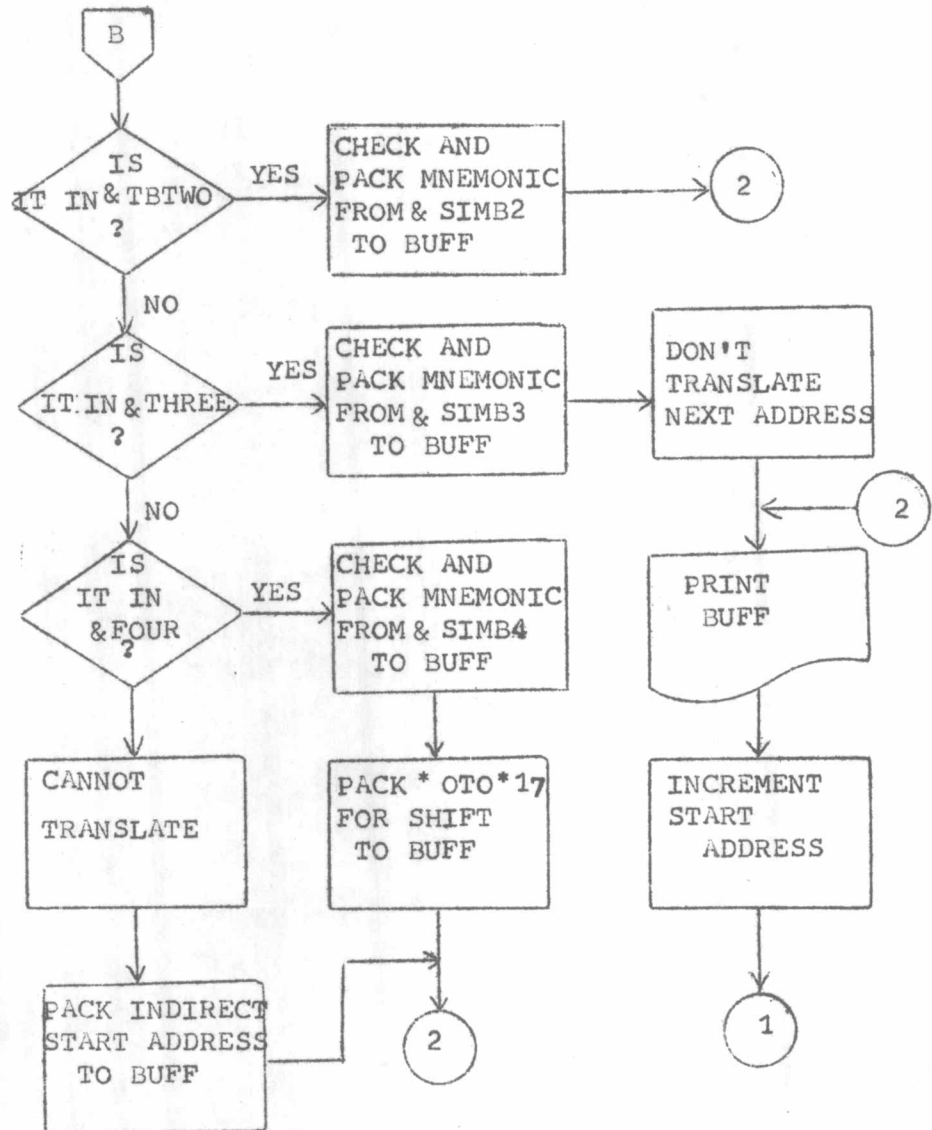 B
IS
IT IN & TBTWO
?
YES
CHECK AND
PACK MNEMONIC
FROM & SIMB2
TO BUFF
2
NO
IS
IT IN & THREE
?
YES
CHECK AND
PACK MNEMONIC
FROM & SIMB3
TO BUFF
DON'T
TRANSLATE
NEXT ADDRESS
2
NO
IS
IT IN
&FOUR
?
YES
CHECK AND
PACK MNEMONIC
FROM & SIMB4
TO BUFF
PRINT
BUFF
CANNOT
TRANSLATE
PACK * OTO * 17
FOR SHIFT
TO BUFF
INCREMENT
START
ADDRESS
PACK INDIRECT
START ADDRESS
TO BUFF
2
1